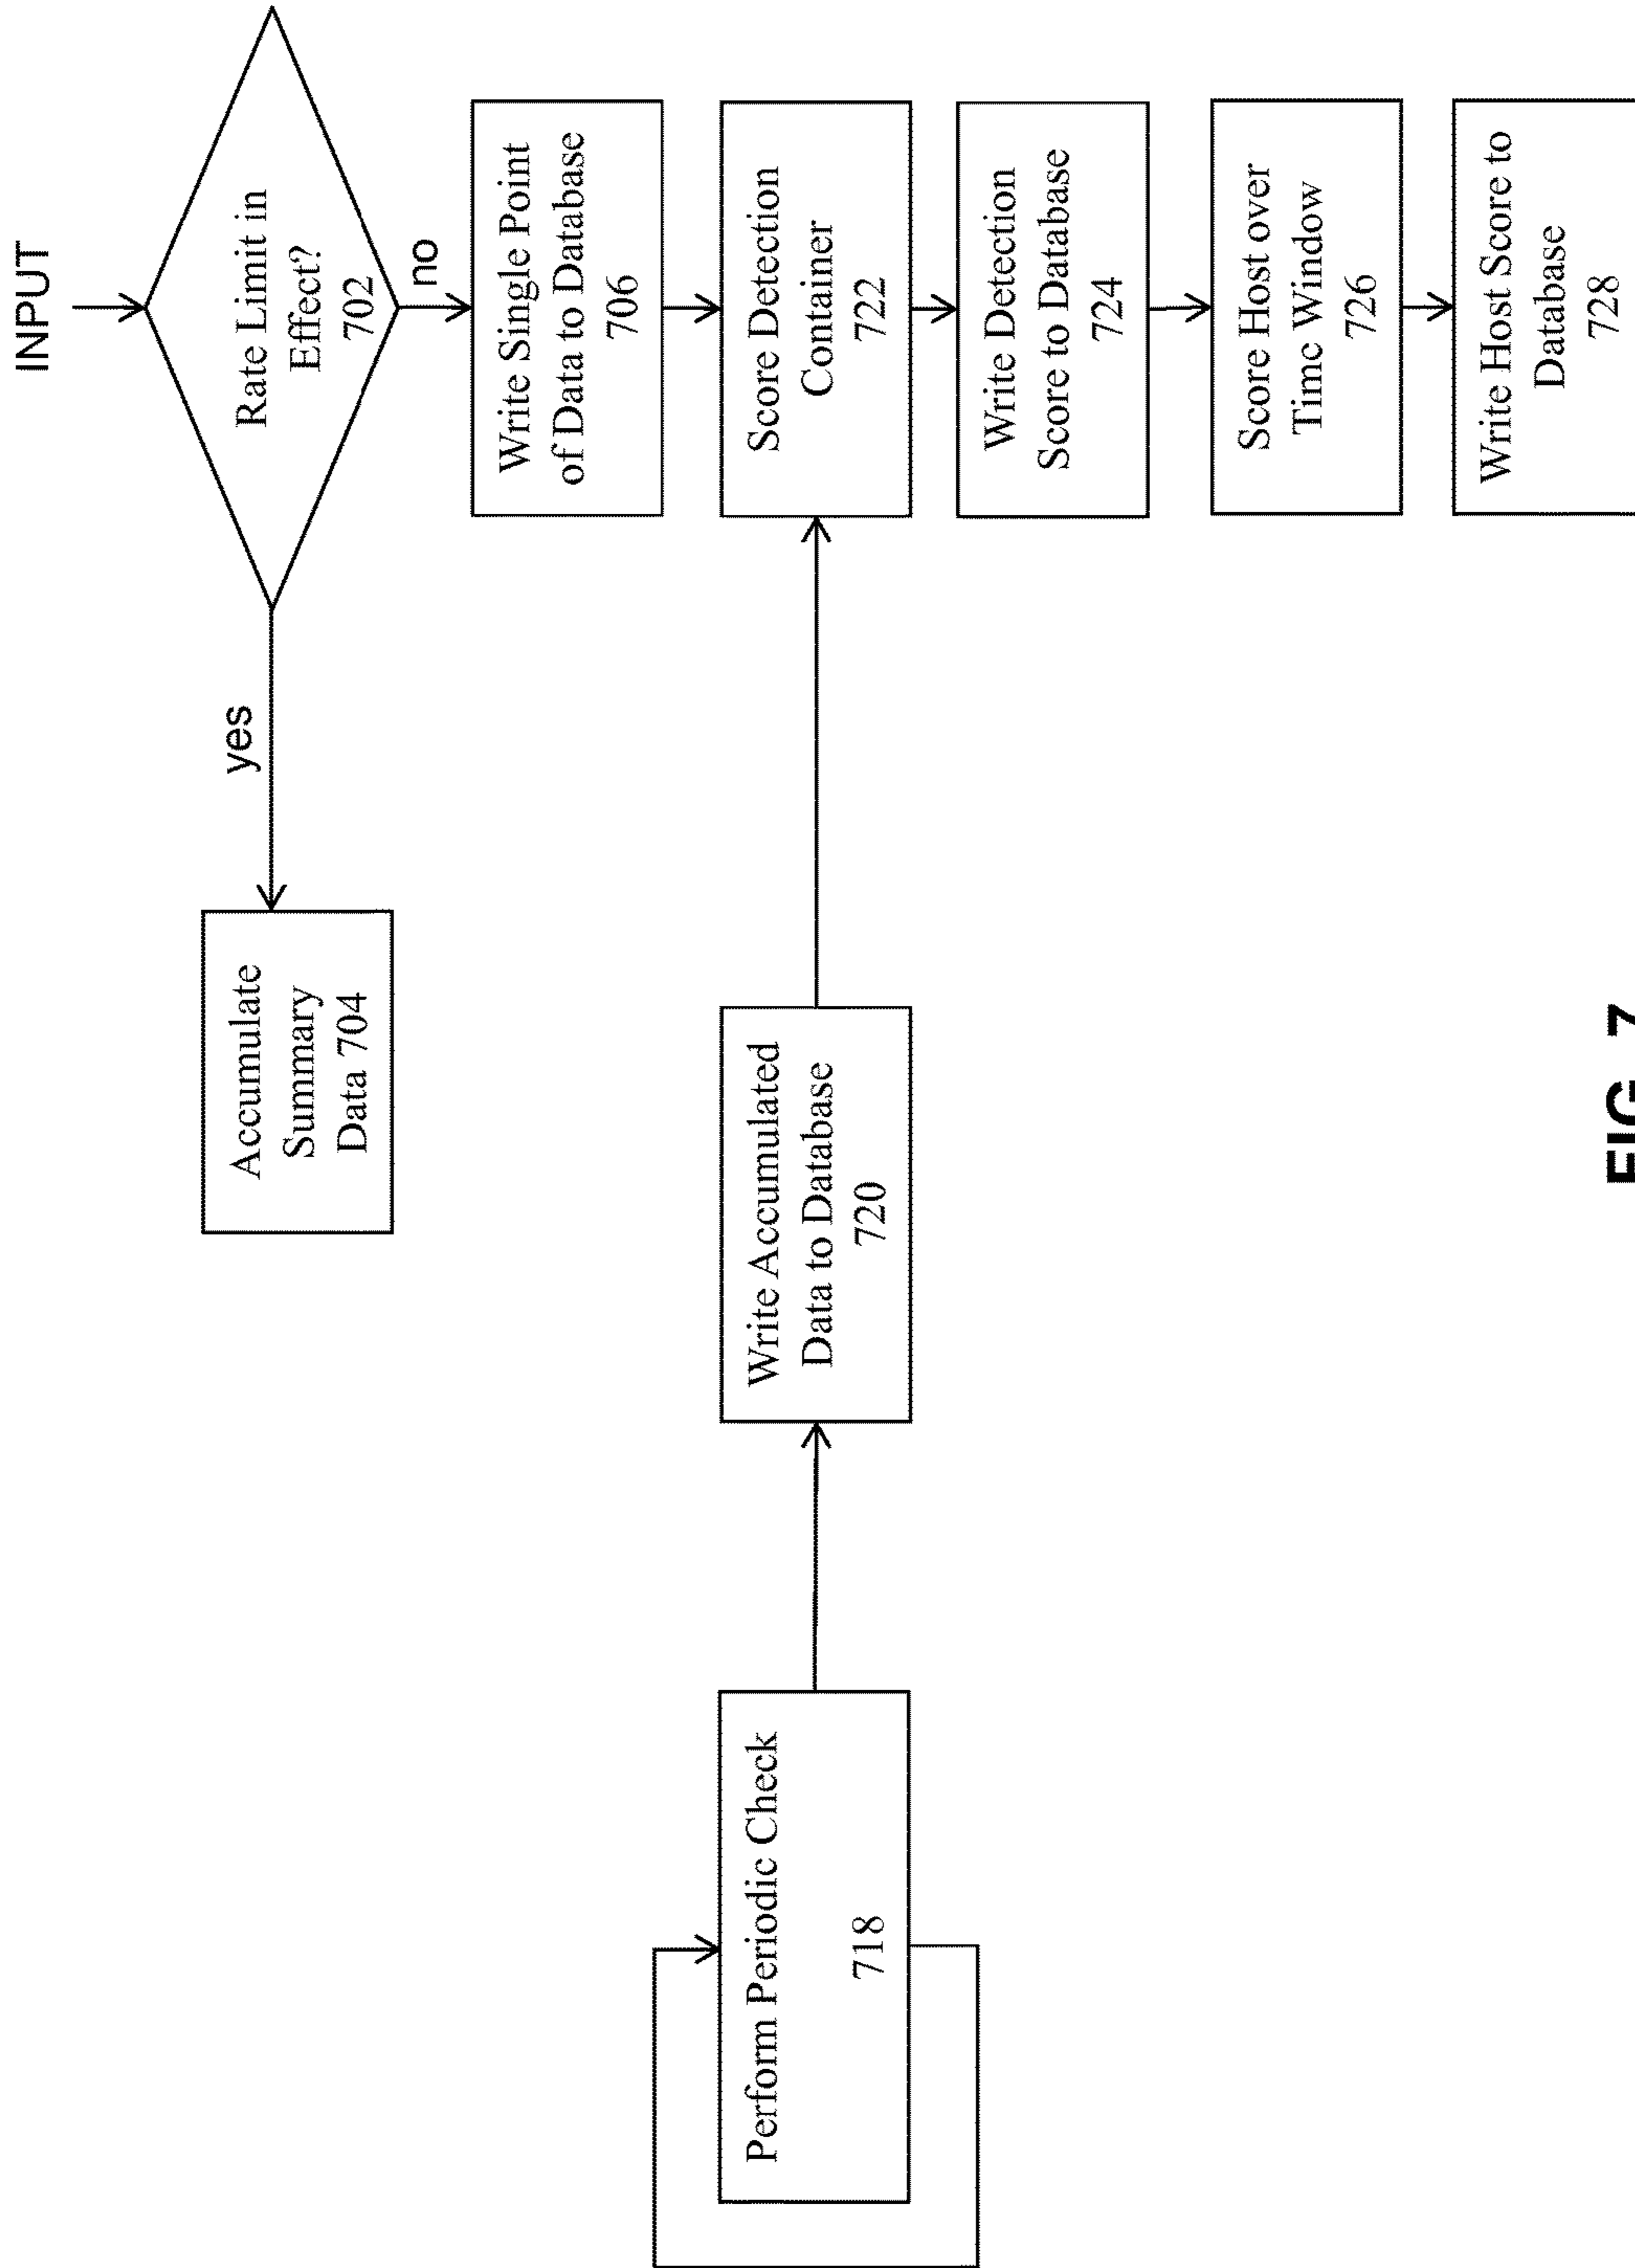 INPUT
Rate Limit in
Effect?
702
yes
no
Accumulate
Summary
Data 704
Write Single Point
of Data to Database
706
Perform Periodic Check
718
Write Accumulated
Data to Database
720
Score Detection
Container
722
Write Detection
Score to Database
724
Score Host over
Time Window
726
Write Host Score to
Database
728
FIG. 7